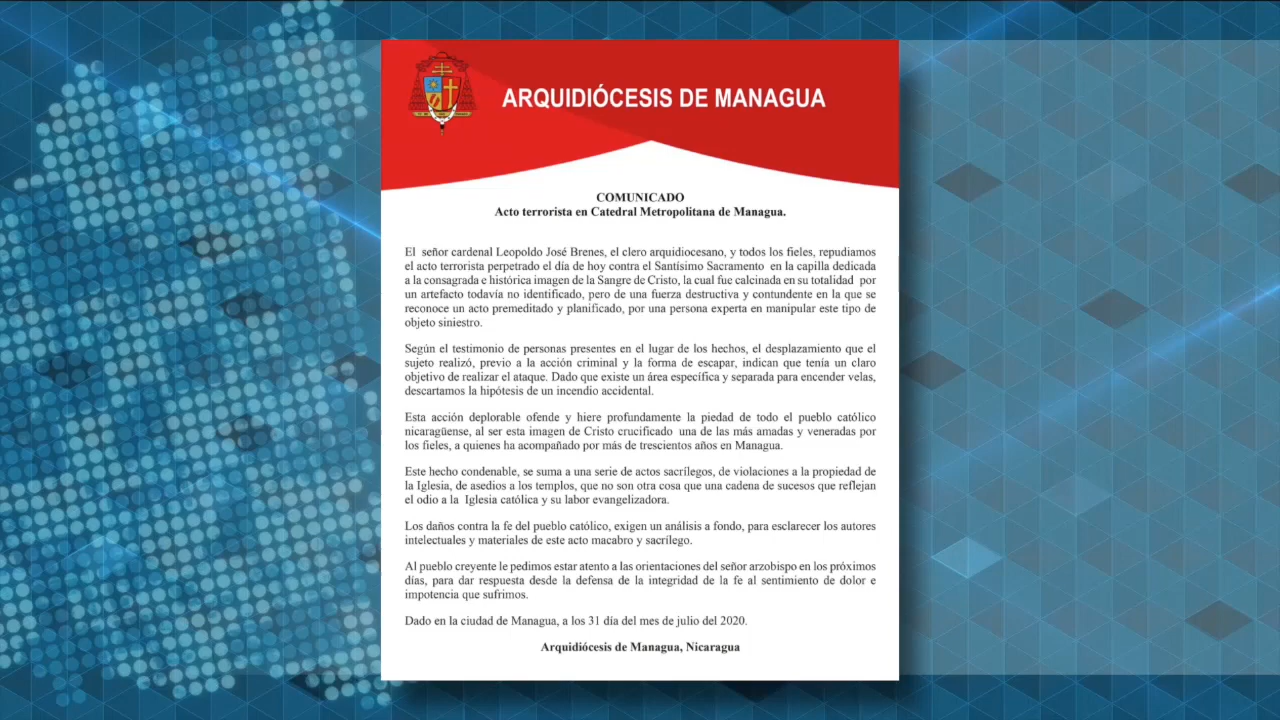 ARQUIDIÓCESIS DE MANAGUA
COMUNICADO
Acto terrorista en Catedral Metropolitana de Managua.
El señor cardenal Leopoldo José Brenes, el clero arquidiocesano, y todos los fieles, repudiamos
el acto terrorista perpetrado el día de hoy contra el Santísimo Sacramento en la capilla dedicada
a la consagrada e histórica imagen de la Sangre de Cristo, la cual fue calcinada en su totalidad por
un artefacto todavía no identificado, pero de una fuerza destructiva y contundente en la que se
reconoce un acto premeditado y planificado, por una persona experta en manipular este tipo de
objeto siniestro.
Según el testimonio de personas presentes en el lugar de los hechos, el desplazamiento que el
sujeto realizó, previo a la acción criminal y la forma de escapar, indican que tenía un claro
objetivo de realizar el ataque. Dado que existe un área específica y separada para encender velas,
descartamos la hipótesis de un incendio accidental.
Esta acción deplorable ofende y hiere profundamente la piedad de todo el pueblo católico
nicaragüense, al ser esta imagen de Cristo crucificado una de las más amadas y veneradas por
los fieles, a quienes ha acompañado por más de trescientos años en Managua.
Este hecho condenable, se suma a una serie de actos sacrílegos, de violaciones a la propiedad de
la Iglesia, de asedios a los templos, que no son otra cosa que una cadena de sucesos que reflejan
el odio a la Iglesia católica y su labor evangelizadora.
Los daños contra la fe del pueblo católico, exigen un análisis a fondo, para esclarecer los autores
intelectuales y materiales de este acto macabro y sacrílego.
Al pueblo creyente le pedimos estar atento a las orientaciones del señor arzobispo en los próximos
días, para dar respuesta desde la defensa de la integridad de la fe al sentimiento de dolor e
impotencia que sufrimos.
Dado en la ciudad de Managua, a los 31 día del mes de julio del 2020.
Arquidiócesis de Managua, Nicaragua